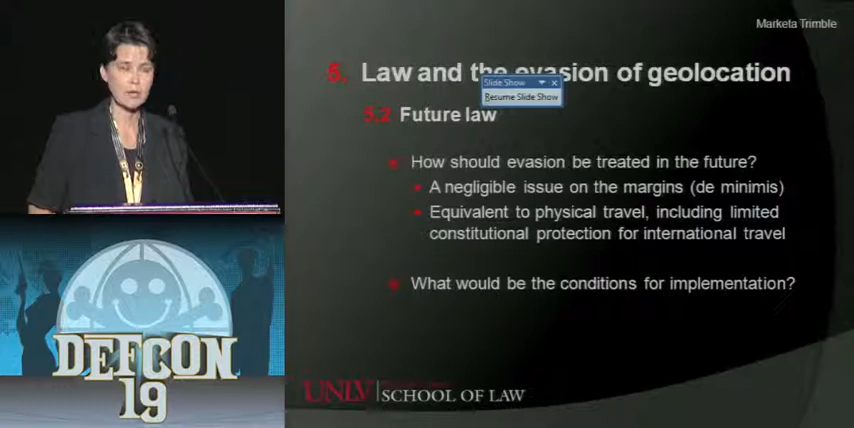 Marketa Trimble
5. Law and the evasion of geolocation
Slide Show
Resume Slide Show
5.2 Future law
How should evasion be treated in the future?
A negligible issue on the margins (de minimis)
Equivalent to physical travel, including limited
constitutional protection for international travel
What would be the conditions for implementation?
DEFCON
19
UNLV SCHOOL OF LAW